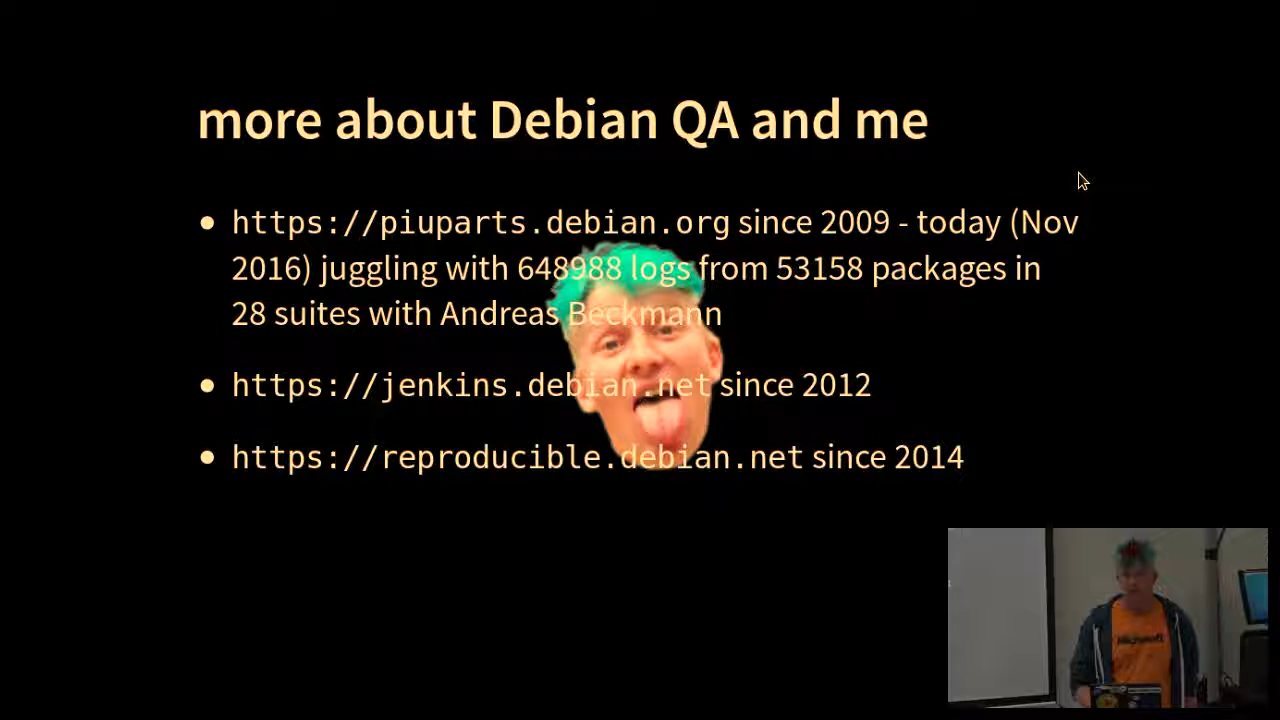 more about Debian QA and me
• https://piuparts.debian.org since 2009 - today (Nov
2016) juggling with 648988 logs from 53158 packages in
28 suites with Andreas Beckmann
• https://jenkins.debian.net since 2012
• https://reproducible.debian.net since 2014
Microsoft